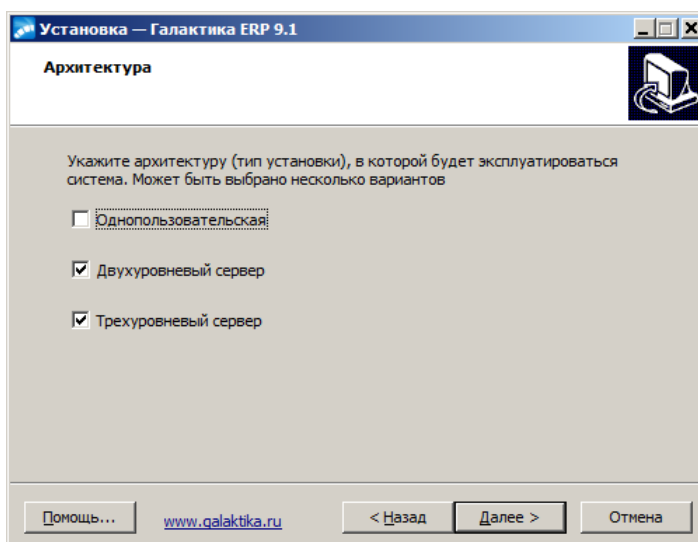 Установка — Галактика ERP 9.1
Архитектура
Укажите архитектуру (тип установки), в которой будет эксплуатироваться
система. Может быть выбрано несколько вариантов
Однопользовательская
Двухуровневый сервер
Трехуровневый сервер
Помощь...
www.galaktika.ru
< Назад
Далее >
Отмена